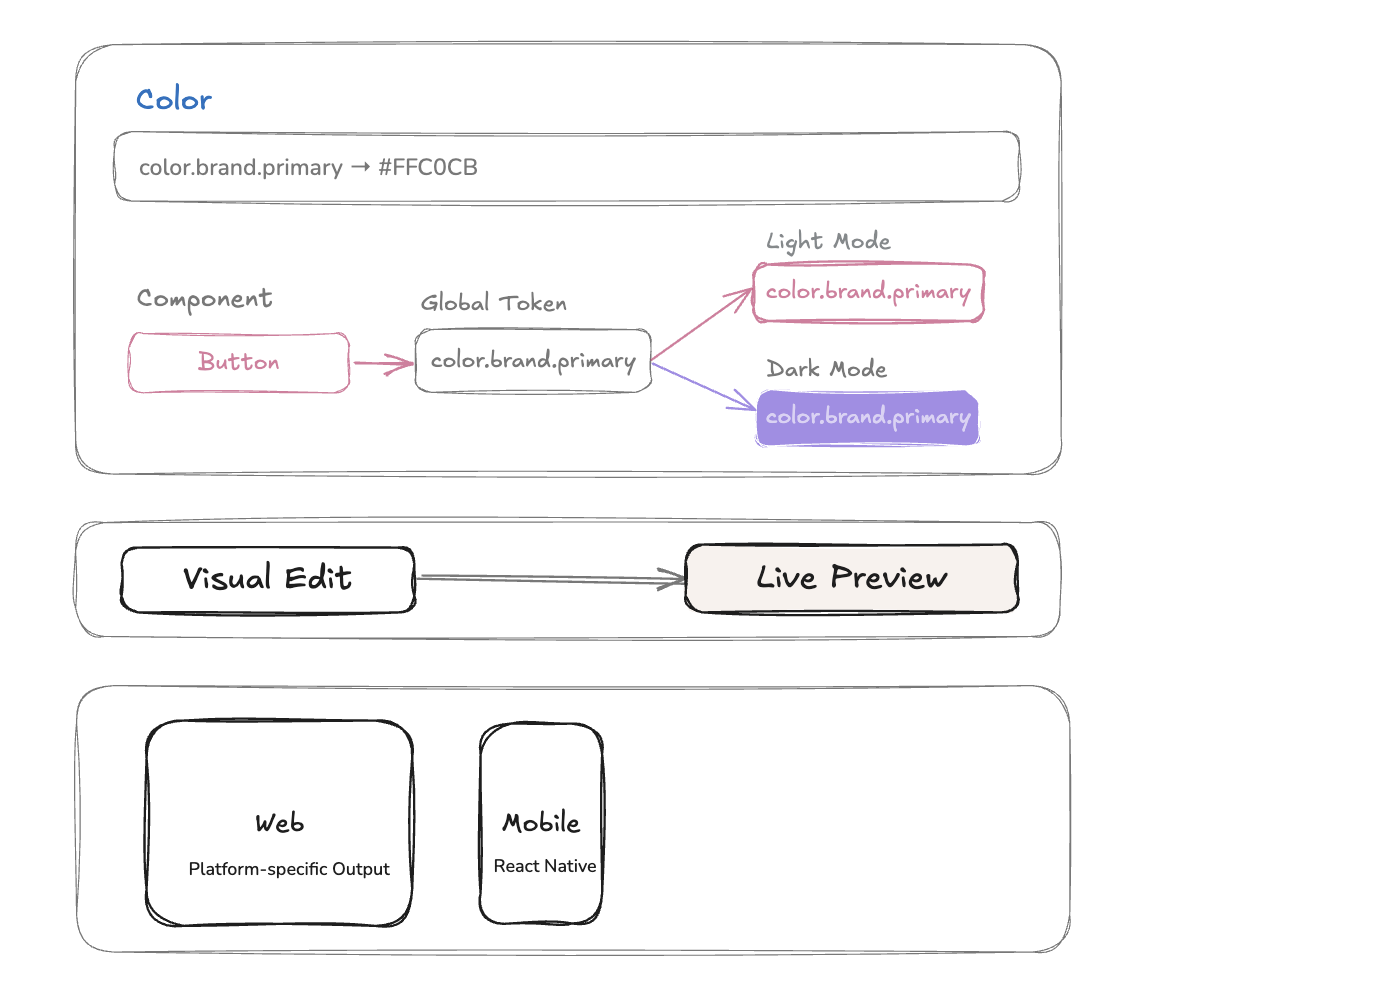 Color
color.brand.primary → #FFC0CB
Light Mode
color.brand.primary
Component
Global Token
Button
color.brand.primary
Dark Mode
color.brand.primary
Visual Edit
Live Preview
Web
Platform-specific Output
Mobile
React Native